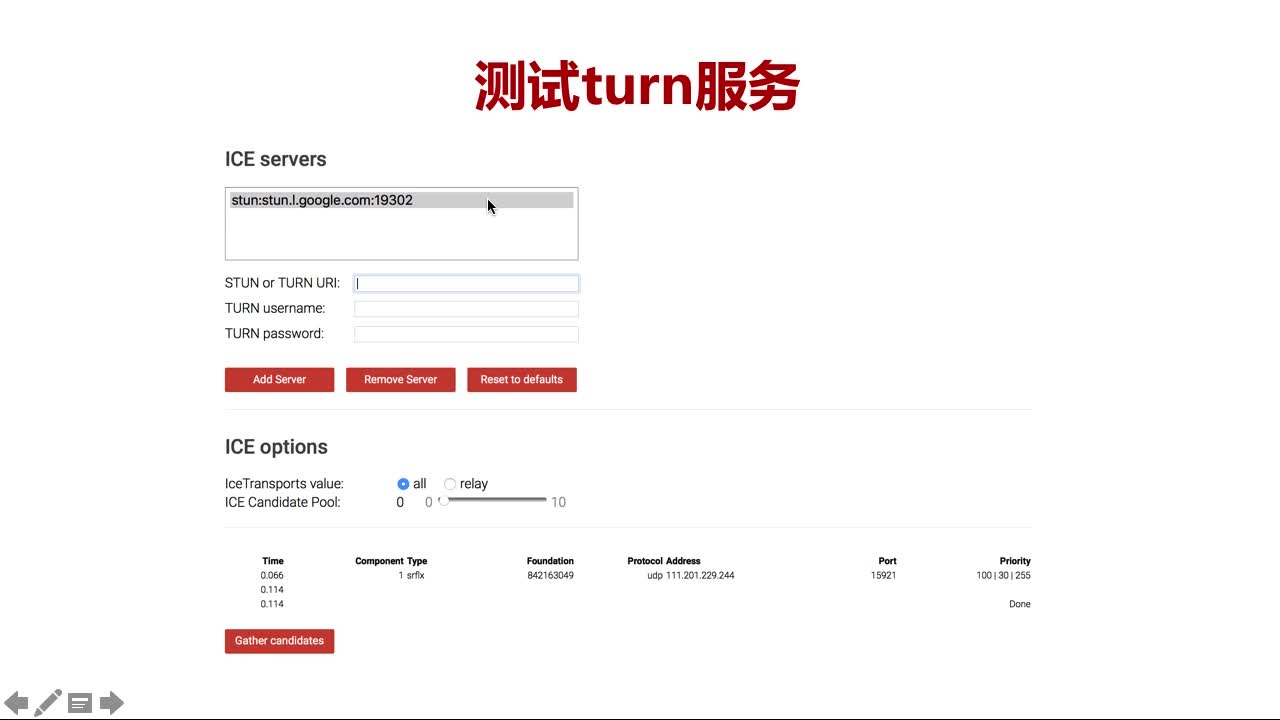 测试turn服务
ICE servers
stun:stun.l.google.com:19302
STUN or TURN URI:
TURN username:
TURN password:
Add Server Remove Server Reset to defaults
ICE options
IceTransports value: all relay
ICE Candidate Pool: 0 0 10
Time Component Type Foundation Protocol Address Port Priority
0.066 1 srflx 842163049 udp 111.201.229.244 15921 100 | 30 | 255
0.114
0.114 Done
Gather candidates